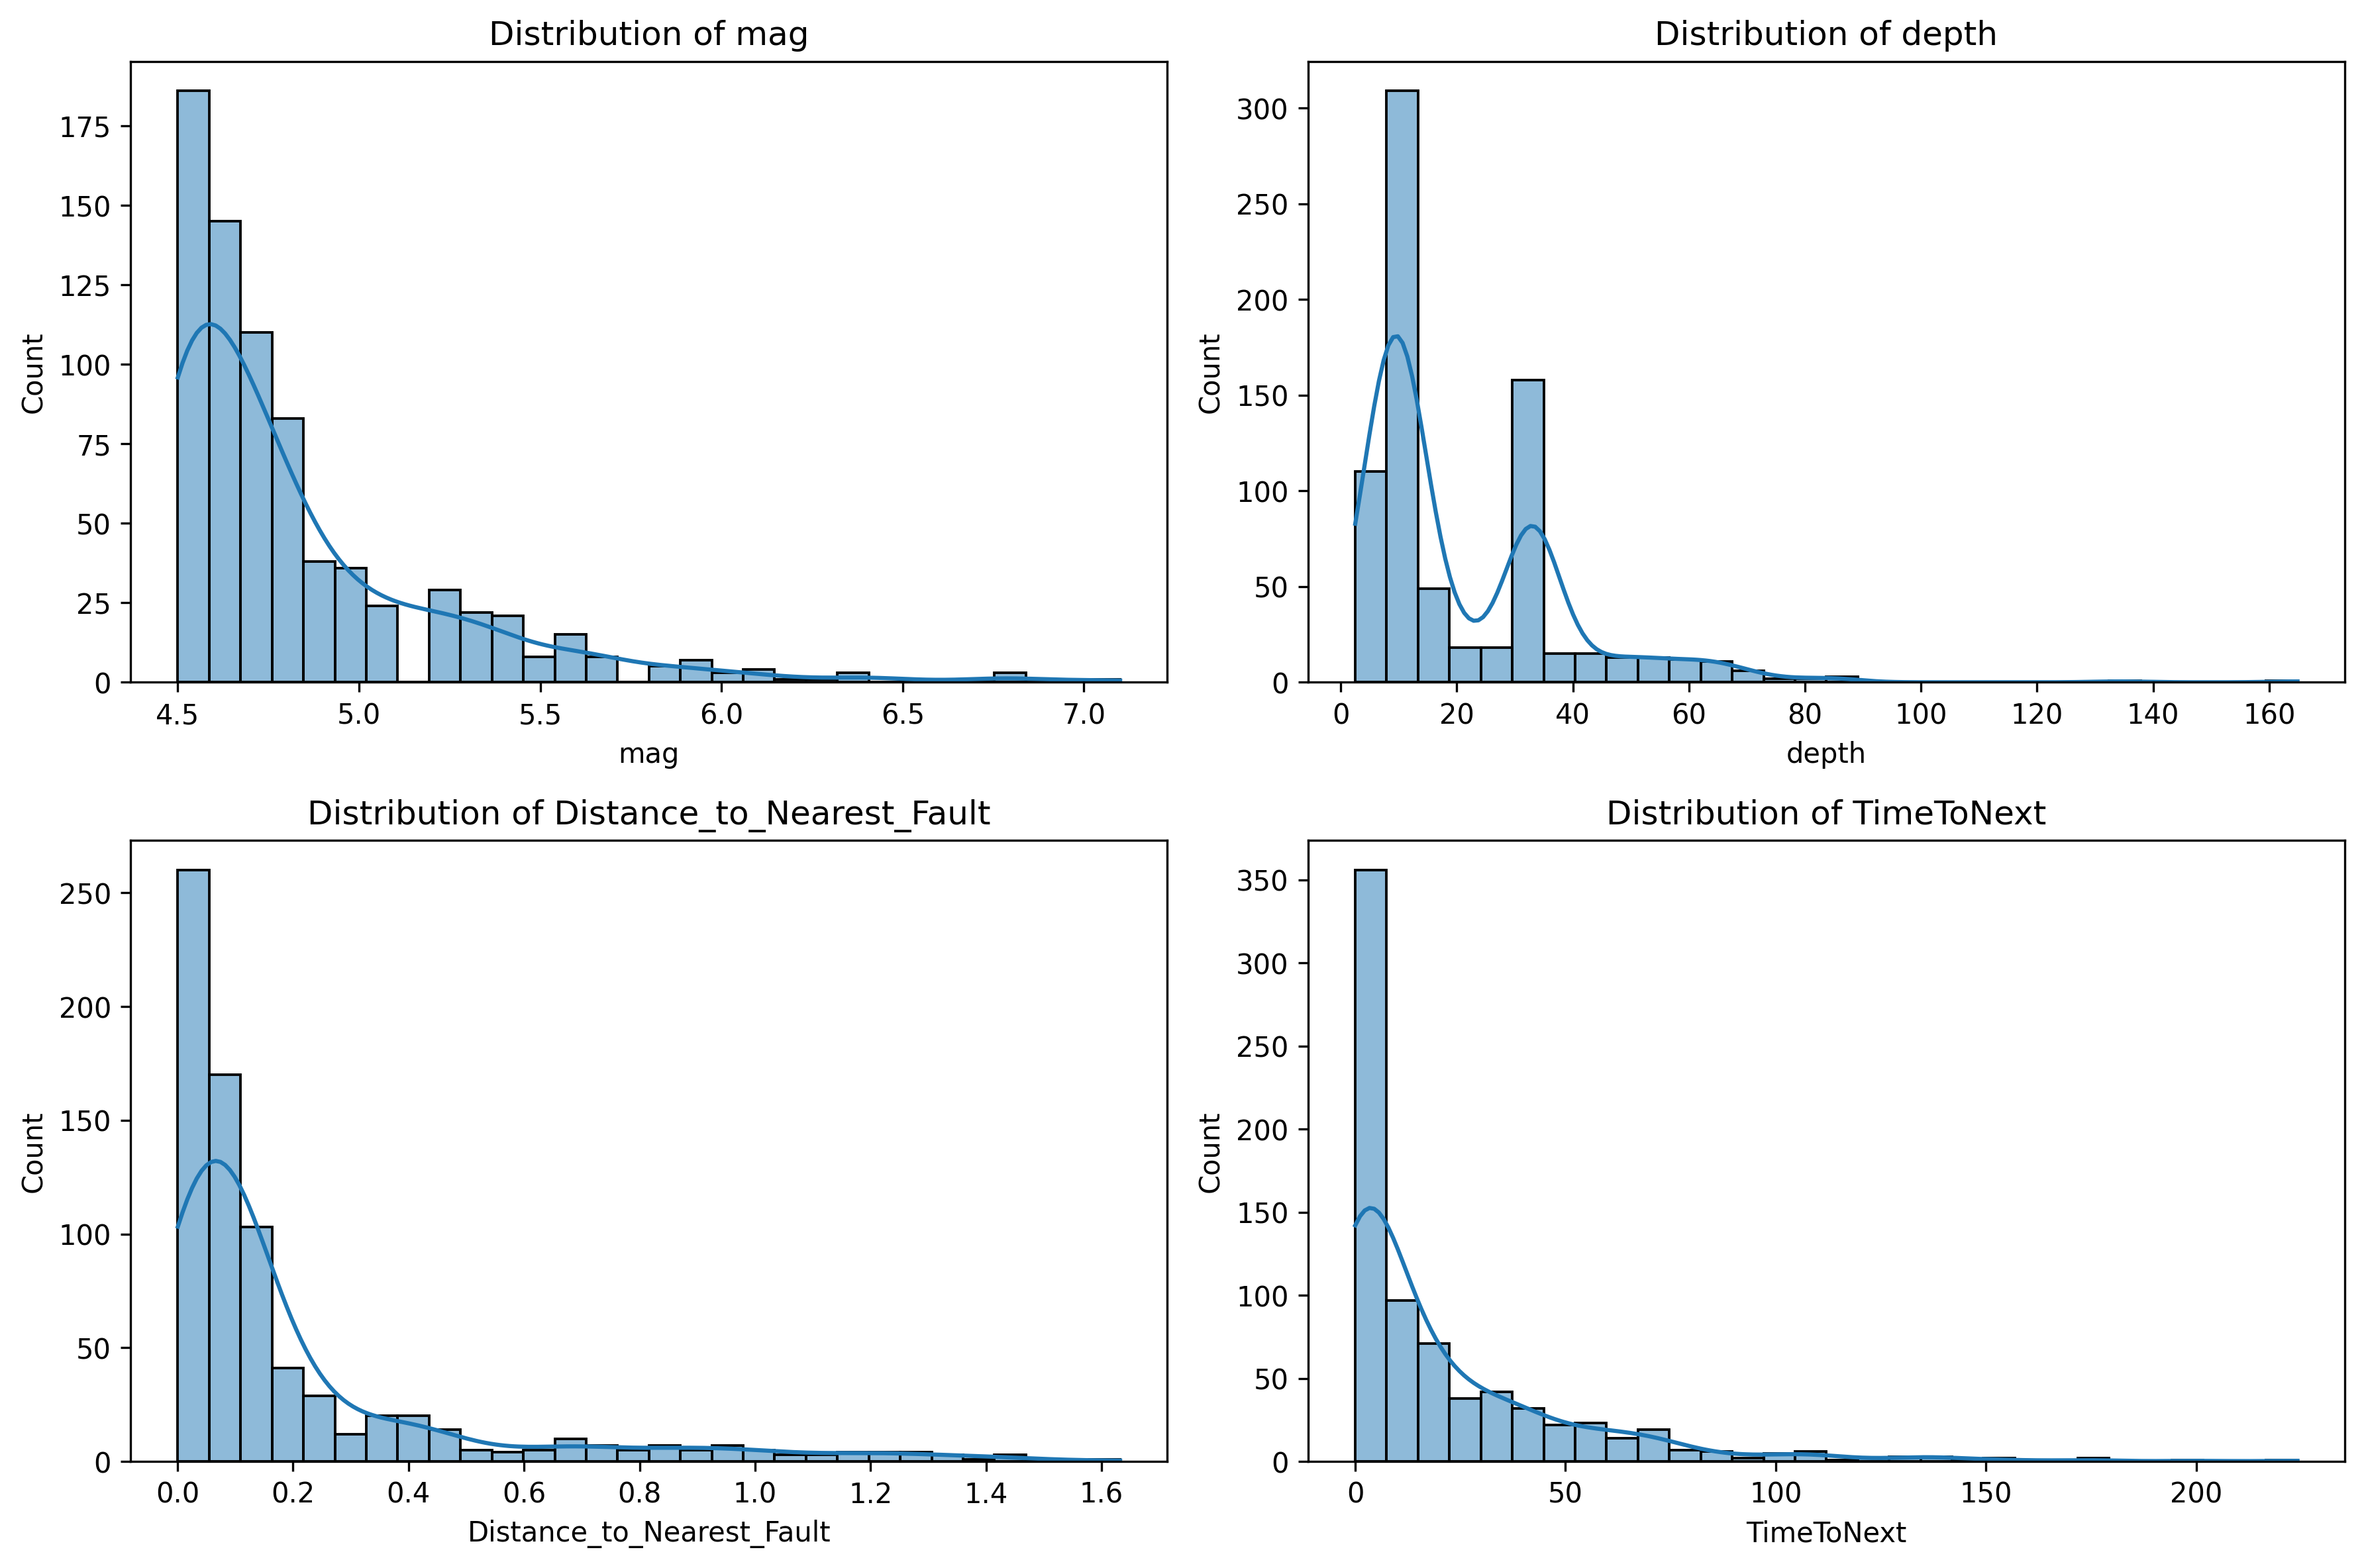 Distribution of mag
Count
175
150
125
100
75
50
25
0
4.5 5.0 5.5 6.0 6.5 7.0
mag
Distribution of depth
Count
300
250
200
150
100
50
0
0 20 40 60 80 100 120 140 160
depth
Distribution of Distance_to_Nearest_Fault
Count
250
200
150
100
50
0
0.0 0.2 0.4 0.6 0.8 1.0 1.2 1.4 1.6
Distance_to_Nearest_Fault
Distribution of TimeToNext
Count
350
300
250
200
150
100
50
0
0 50 100 150 200
TimeToNext